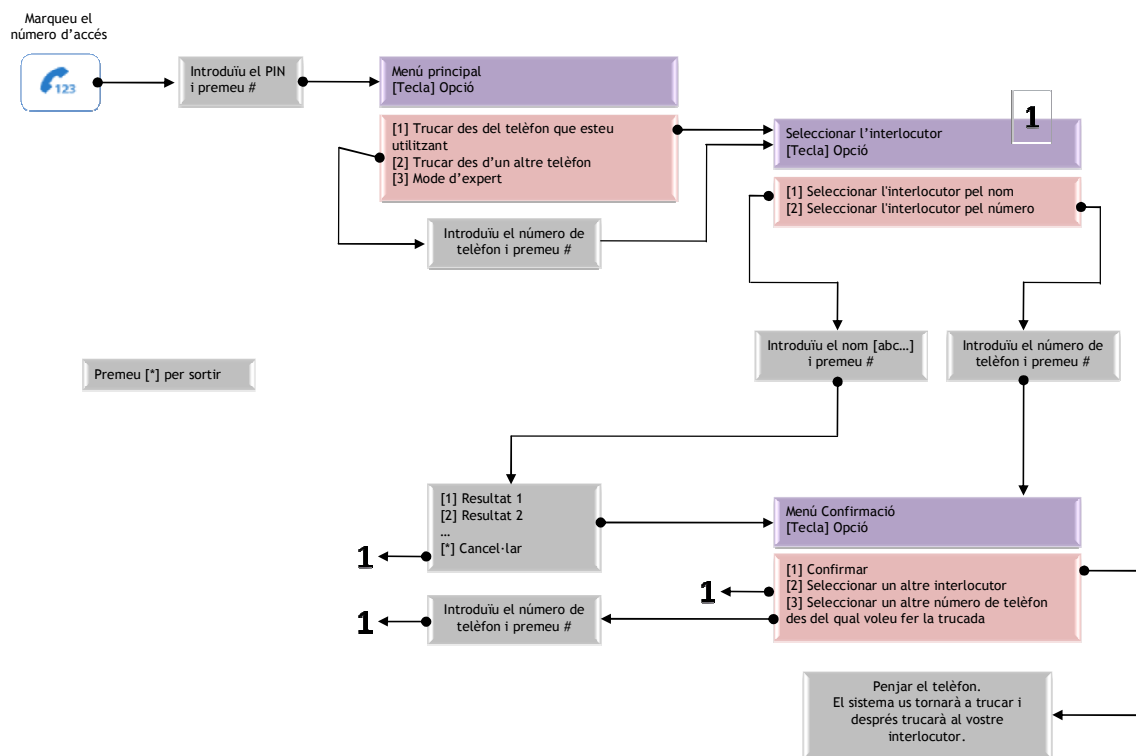 Marqueu el
número d’accés
123
Introduïu el PIN
i premeu #
Menú principal
[Tecla] Opció
[1] Trucar des del telèfon que esteu
utilitzant
[2] Trucar des d’un altre telèfon
[3] Mode d’expert
1
Seleccionar l’interlocutor
[Tecla] Opció
[1] Seleccionar l'interlocutor pel nom
[2] Seleccionar l'interlocutor pel número
Introduïu el número de
telèfon i premeu #
Introduïu el nom [abc…]
i premeu #
Introduïu el número de
telèfon i premeu #
Premeu [*] per sortir
[1] Resultat 1
[2] Resultat 2
…
[*] Cancel·lar
1
Menú Confirmació
[Tecla] Opció
[1] Confirmar
[2] Seleccionar un altre interlocutor
[3] Seleccionar un altre número de telèfon
des del qual voleu fer la trucada
1
Introduïu el número de
telèfon i premeu #
1
Penjar el telèfon.
El sistema us tornarà a trucar i
després trucarà al vostre
interlocutor.